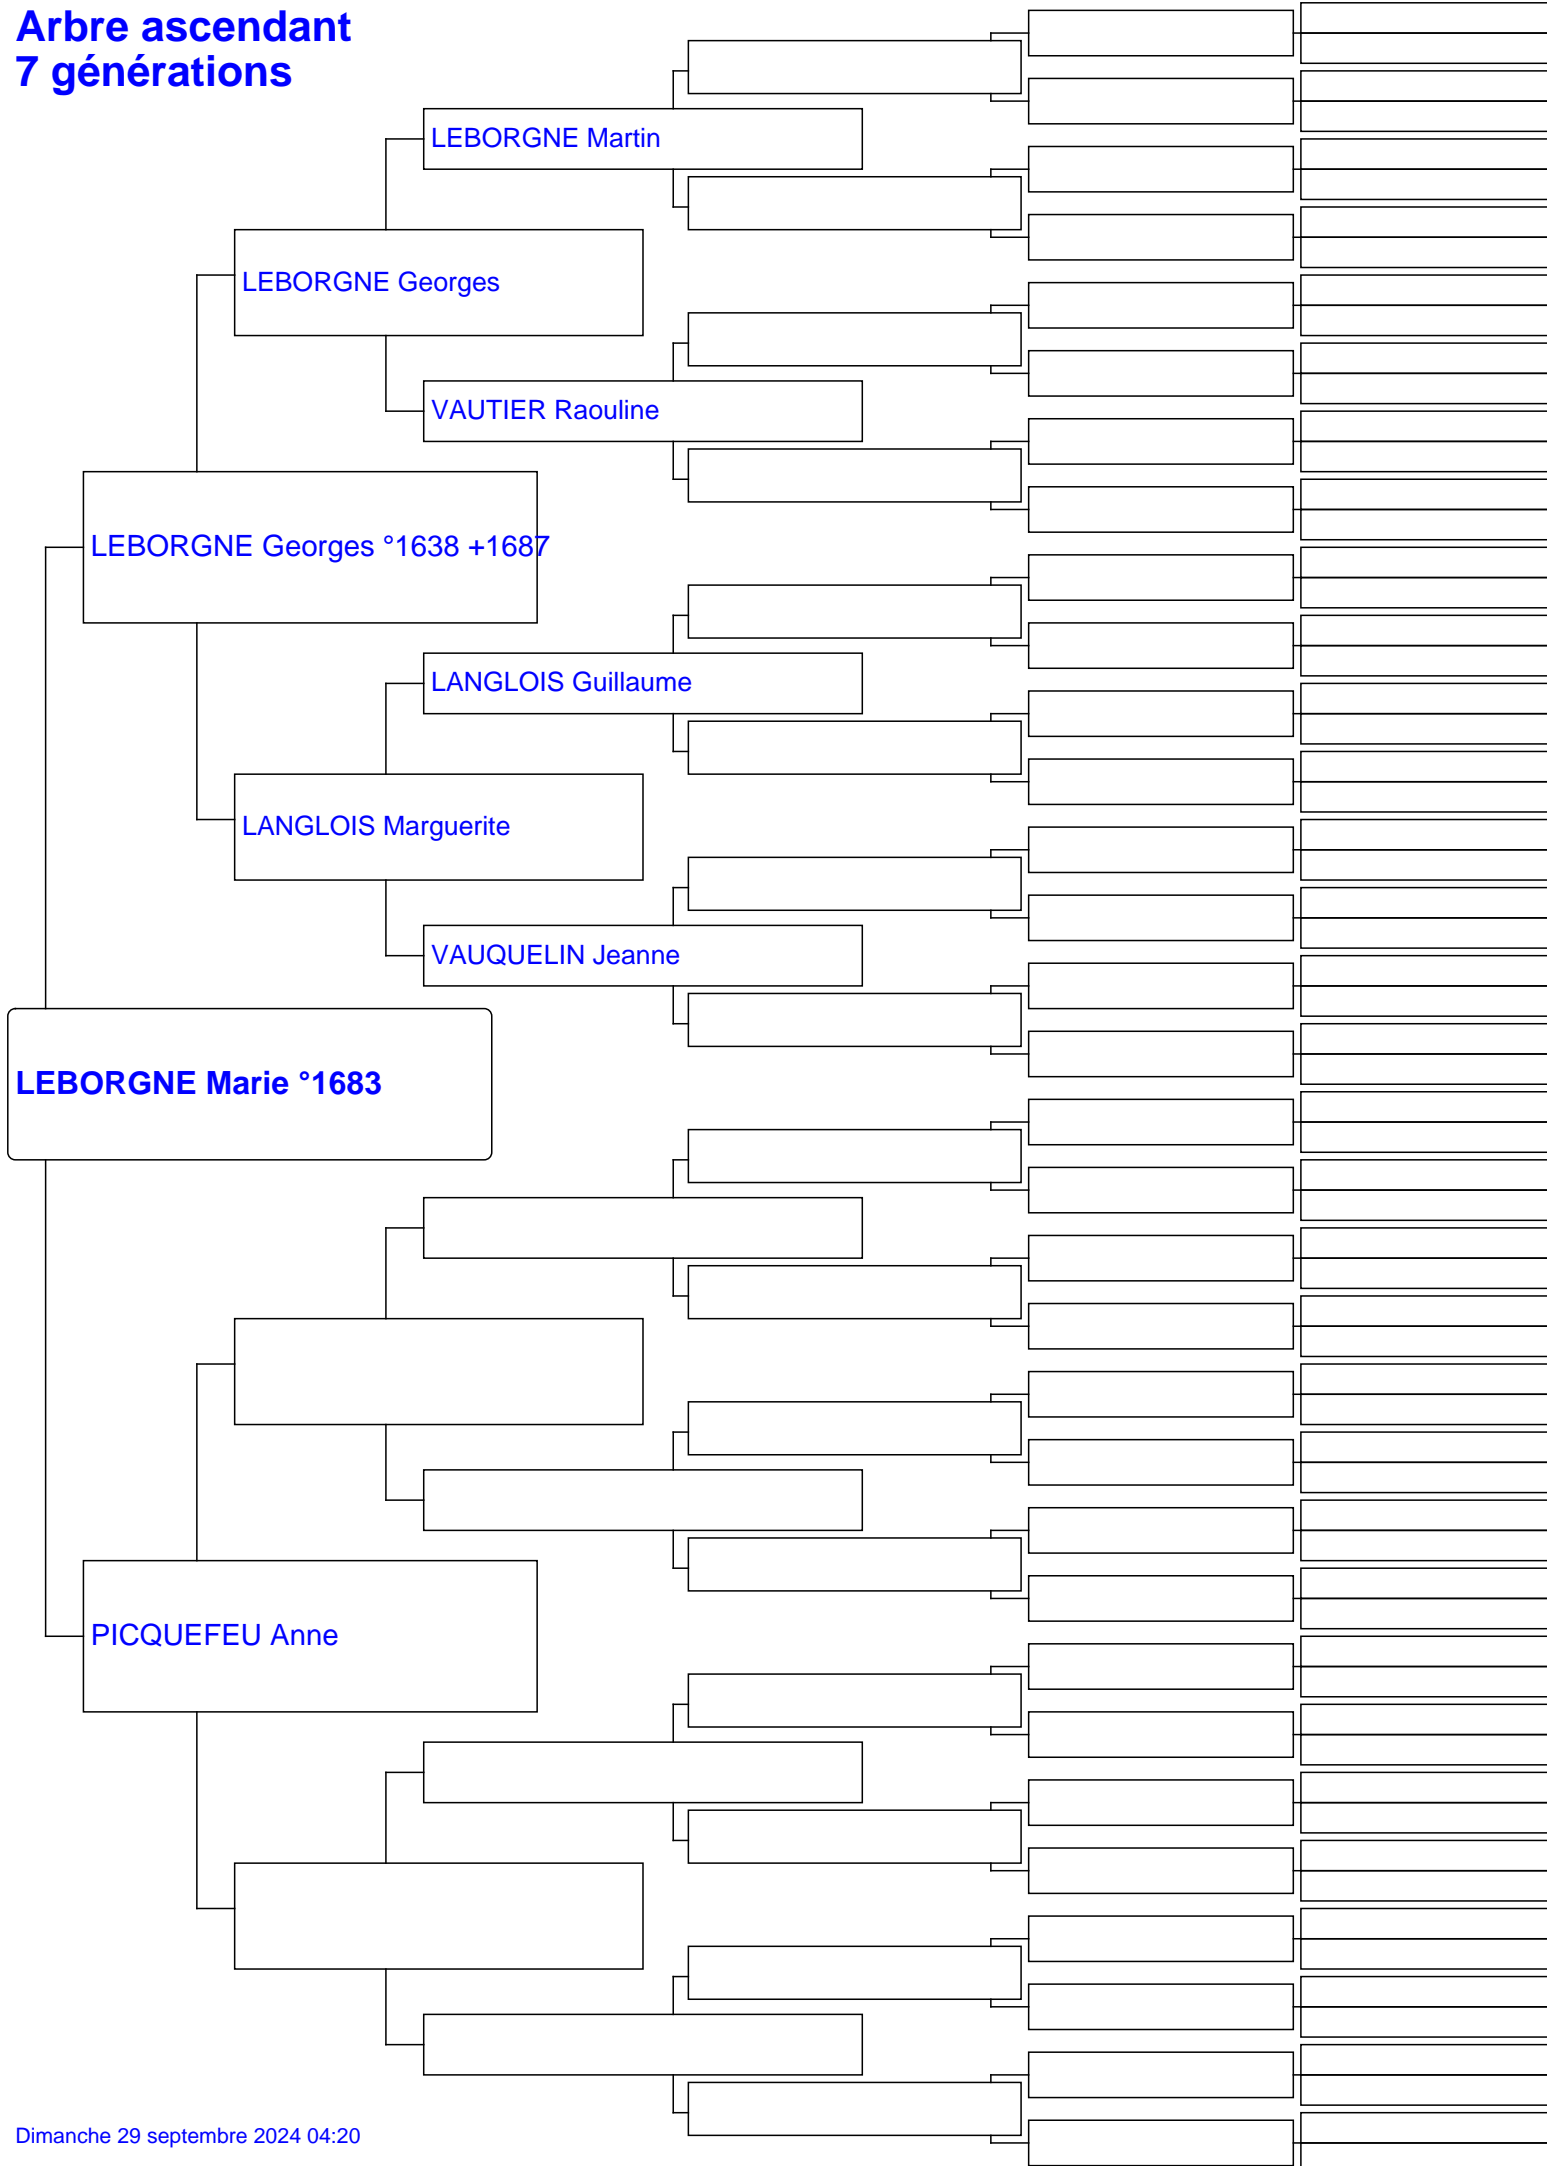 Arbre ascendant
7 générations
LEBORGNE Martin
LEBORGNE Georges
VAUTIER Raouline
LEBORGNE Georges °1638 +1687
LANGLOIS Guillaume
LANGLOIS Marguerite
VAUQUELIN Jeanne
LEBORGNE Marie °1683
PICQUEFEU Anne
Dimanche 29 septembre 2024 04:20